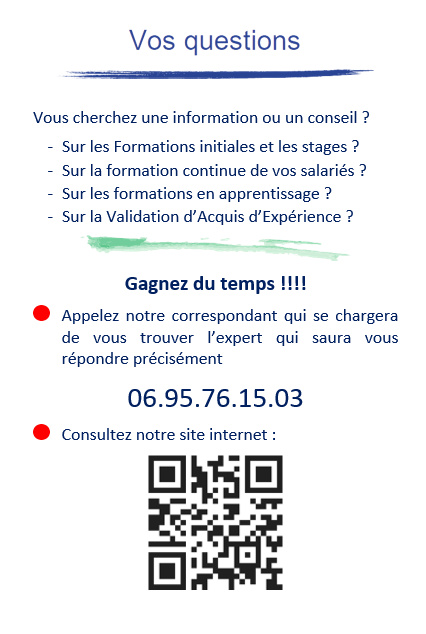 Vos questions
Vous cherchez une information ou un conseil ?
- Sur les Formations initiales et les stages ?
- Sur la formation continue de vos salariés ?
- Sur les formations en apprentissage ?
- Sur la Validation d’Acquis d’Expérience ?
Gagnez du temps !!!!
Appelez notre correspondant qui se chargera
de vous trouver l’expert qui saura vous
répondre précisément
06.95.76.15.03
Consultez notre site internet :